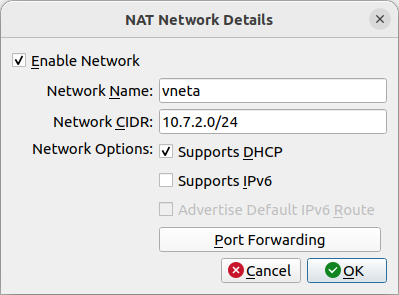 NAT Network Details
Enable Network
Network Name: vneta
Network CIDR: 10.7.2.0/24
Network Options: Supports DHCP
Supports IPv6
Advertise Default IPv6 Route
Port Forwarding
Cancel OK